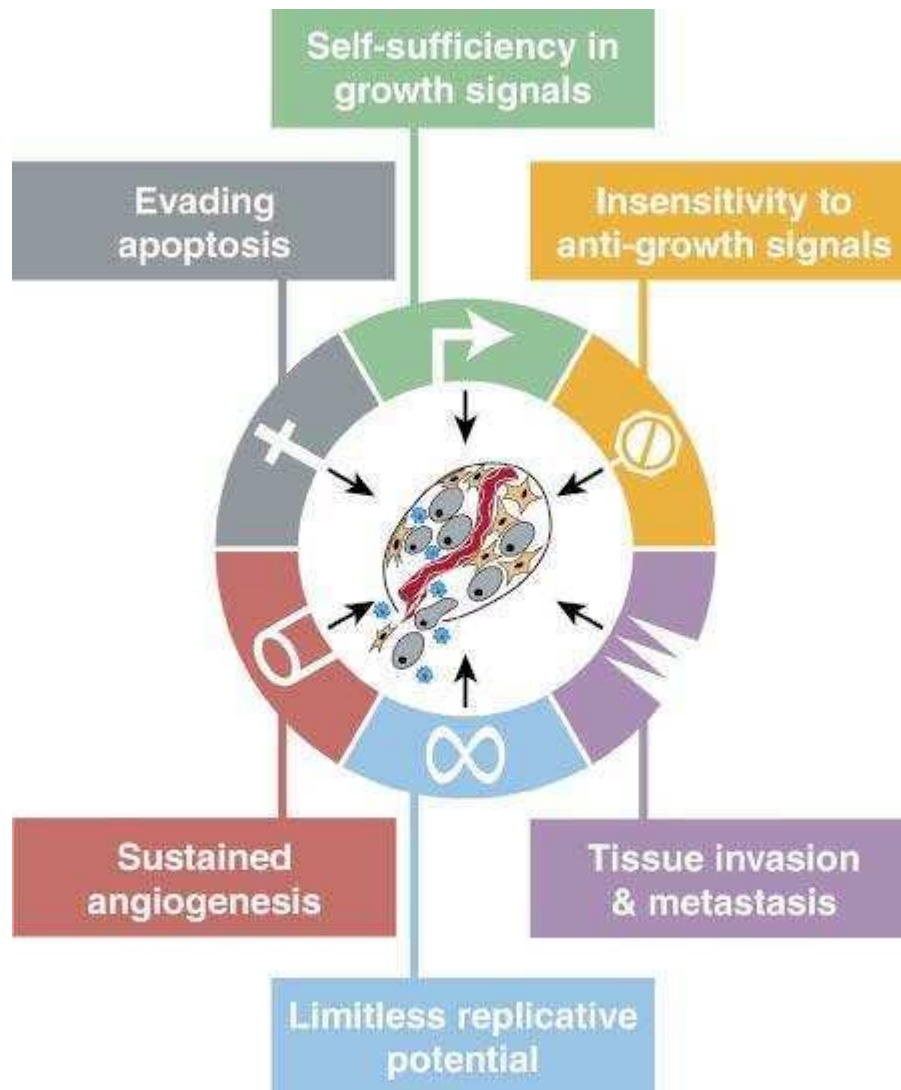 Self-sufficiency in
growth signals
Evading
apoptosis
Insensitivity to
anti-growth signals
Sustained
angiogenesis
Tissue invasion
& metastasis
Limitless replicative
potential